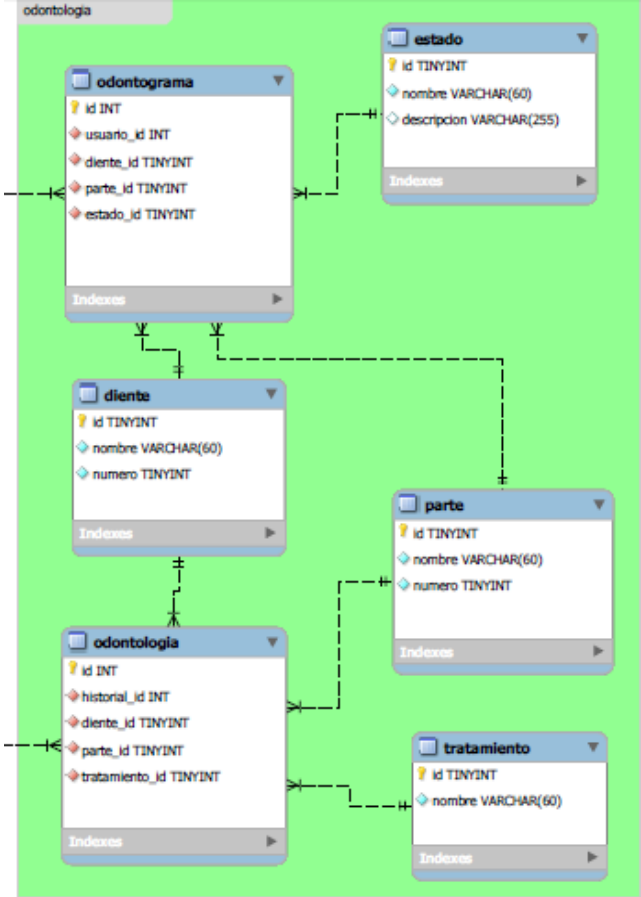 odontologia
estado
id TINYINT
nombre VARCHAR(60)
descripcion VARCHAR(255)
Indexes
odontograma
id INT
usuario_id INT
diente_id TINYINT
parte_id TINYINT
estado_id TINYINT
Indexes
diente
id TINYINT
nombre VARCHAR(60)
numero TINYINT
Indexes
parte
id TINYINT
nombre VARCHAR(60)
numero TINYINT
Indexes
odontologia
id INT
historial_id INT
diente_id TINYINT
parte_id TINYINT
tratamiento_id TINYINT
Indexes
tratamiento
id TINYINT
nombre VARCHAR(60)
Indexes